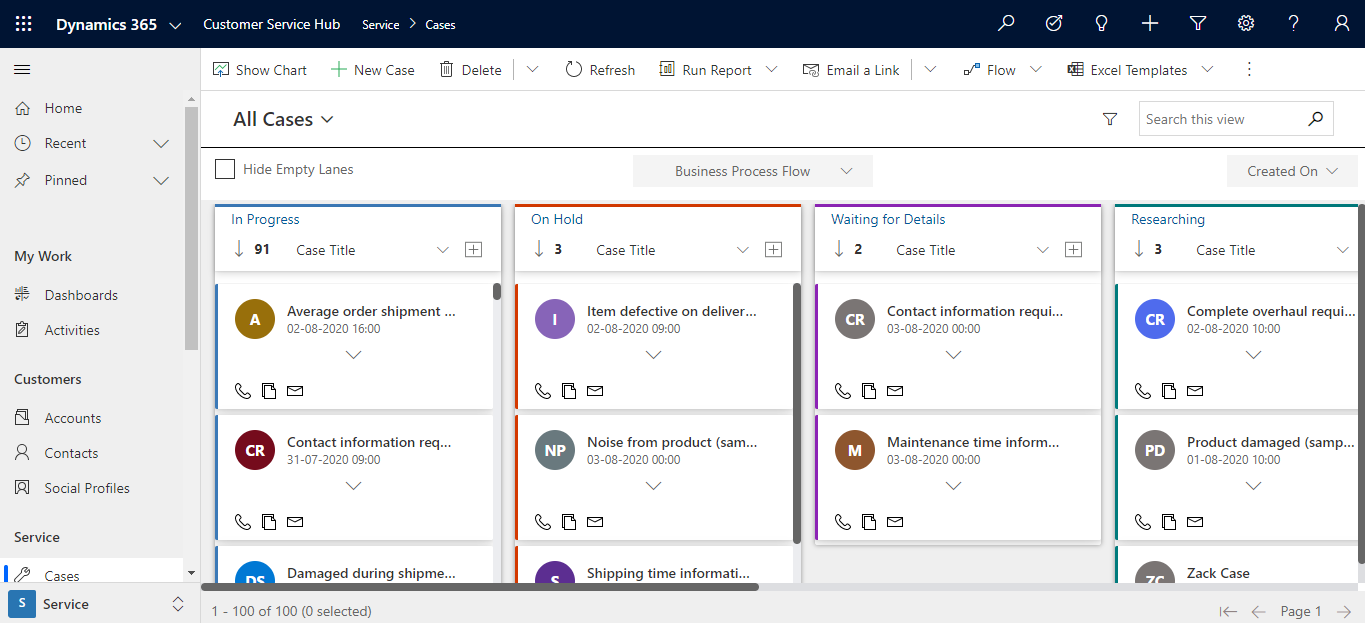 Dynamics 365 Customer Service Hub Service > Cases
Show Chart New Case Delete Refresh Run Report Email a Link Flow Excel Templates
Home
Recent
Pinned
My Work
Dashboards
Activities
Customers
Accounts
Contacts
Social Profiles
Service
Cases
S Service
All Cases
Search this view
Hide Empty Lanes
Business Process Flow
Created On
In Progress
91 Case Title
A Average order shipment ...
02-08-2020 16:00
CR Contact information req...
31-07-2020 09:00
DS Damaged during shipme...
On Hold
3 Case Title
I Item defective on deliver...
02-08-2020 09:00
NP Noise from product (sam...
03-08-2020 00:00
S Shipping time informati...
Waiting for Details
2 Case Title
CR Contact information requi...
03-08-2020 00:00
M Maintenance time inform...
03-08-2020 00:00
Researching
3 Case Title
CR Complete overhaul requi...
02-08-2020 10:00
PD Product damaged (samp...
01-08-2020 10:00
ZC Zack Case
1 - 100 of 100 (0 selected)
Page 1